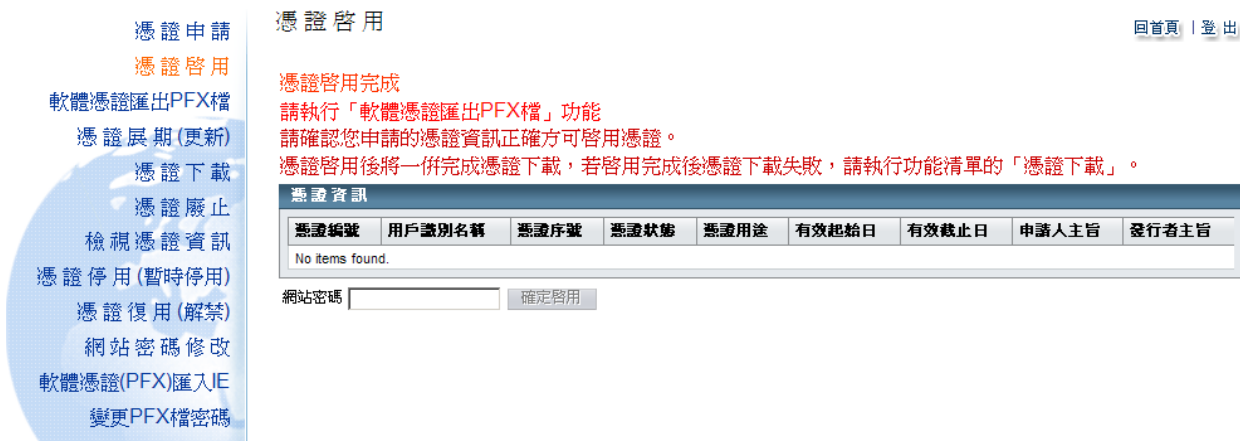 憑證申請
憑證啓用
軟體憑證匯出PFX檔
憑證展期(更新)
憑證下載
憑證廢止
檢視憑證資訊
憑證停用(暫時停用)
憑證復用(解禁)
網站密碼修改
軟體憑證(PFX)匯入IE
變更PFX檔密碼
憑證啓用
回首頁 | 登出
憑證啓用完成
請執行「軟體憑證匯出PFX檔」功能
請確認您申請的憑證資訊正確方可啓用憑證。
憑證啓用後將一併完成憑證下載，若啓用完成後憑證下載失敗，請執行功能清單的「憑證下載」。
憑證資訊
憑證編號 用戶識別名稱 憑證序號 憑證狀態 憑證用途 有效起始日 有效截止日 申請人主旨 發行者主旨
No items found.
網站密碼 確定啓用